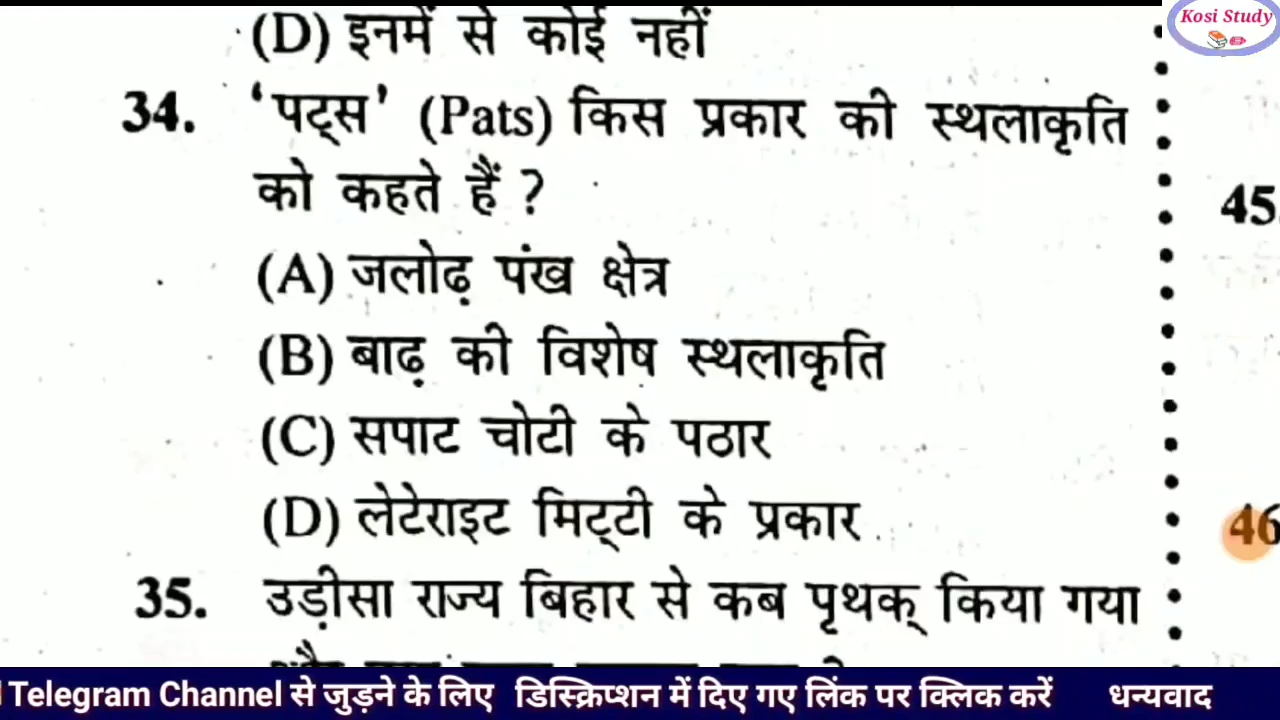 Kosi Study
(D) इनमें से कोई नहीं
34. ‘पट्स’ (Pats) किस प्रकार की स्थलाकृति
को कहते हैं ?
45.
(A) जलोढ़ पंख क्षेत्र
(B) बाढ़ की विशेष स्थलाकृति
(C) सपाट चोटी के पठार
(D) लेटेराइट मिट्टी के प्रकार
46
35. उड़ीसा राज्य बिहार से कब पृथक् किया गया
Telegram Channel से जुड़ने के लिए डिस्क्रिप्शन में दिए गए लिंक पर क्लिक करें धन्यवाद